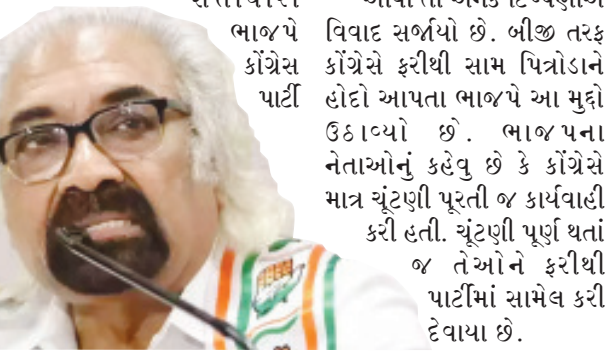 ભાજપે
કોંગ્રેસ
પાર્ટી
વિવાદ સર્જાયો છે. બીજી તરફ
કોંગ્રેસે ફરીથી સામ પિત્રોડાને
હોદો આપતા ભાજપે આ મુદ્દો
ઉઠાવ્યો છે. ભાજપના
નેતાઓનું કહેવુ છે કે કોંગ્રેસે
માત્ર ચૂંટણી પૂરતી જ કાર્યવાહી
કરી હતી. ચૂંટણી પૂર્ણ થતાં
જ તેઓને ફરીથી
પાર્ટીમાં સામેલ કરી
દેવાયા છે.